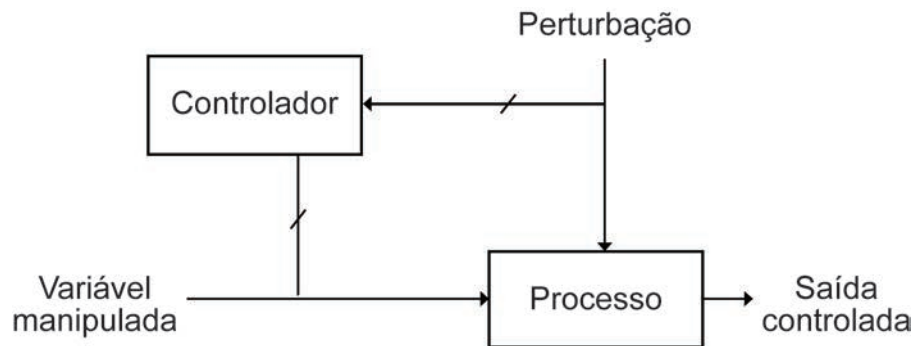 Perturbação
Controlador
Variável
manipulada
Processo
Saída
controlada